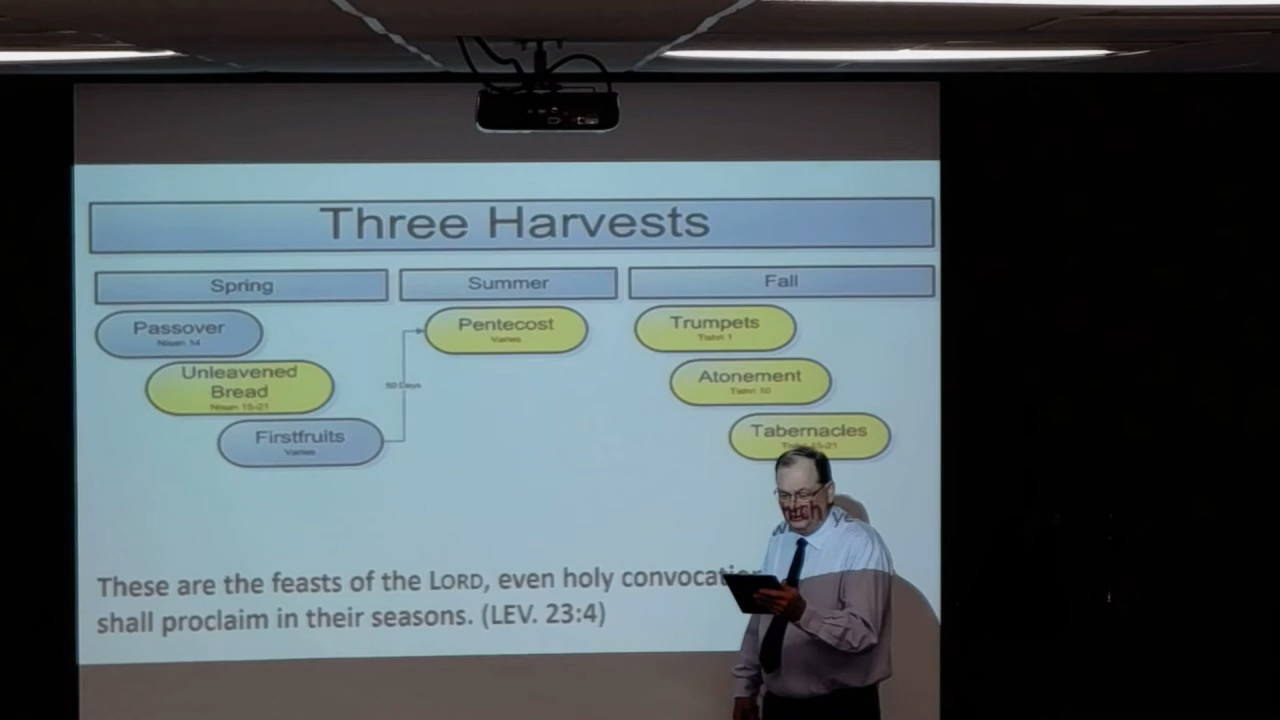 Three Harvests
Spring
Summer
Fall
Passover
Nisan 14
Unleavened
Bread
Nisan 15-21
Firstfruits
Varies
50 Days
Pentecost
Varies
Trumpets
Tishri 1
Atonement
Tishri 10
Tabernacles
These are the feasts of the LORD, even holy
shall proclaim in their seasons. (LEV. 23:4)